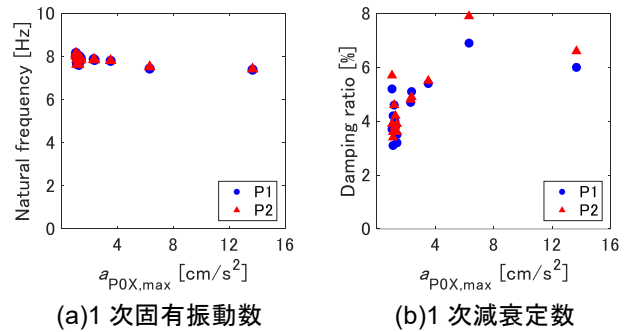 Natural frequency [Hz]
10
8
6
4
2
0
4
8
12
16
P1
P2
a_P0X,max [cm/s²]
(a)1 次固有振動数
Damping ratio [%]
8
6
4
2
0
4
8
12
16
P1
P2
a_P0X,max [cm/s²]
(b)1 次減衰定数